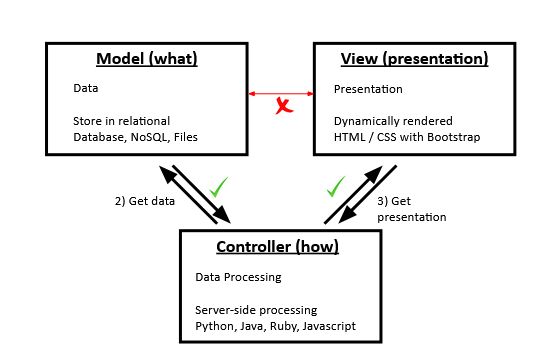 Model (what)
Data
Store in relational
Database, NoSQL, Files
View (presentation)
Presentation
Dynamically rendered
HTML / CSS with Bootstrap
2) Get data
3) Get
presentation
Controller (how)
Data Processing
Server-side processing
Python, Java, Ruby, Javascript